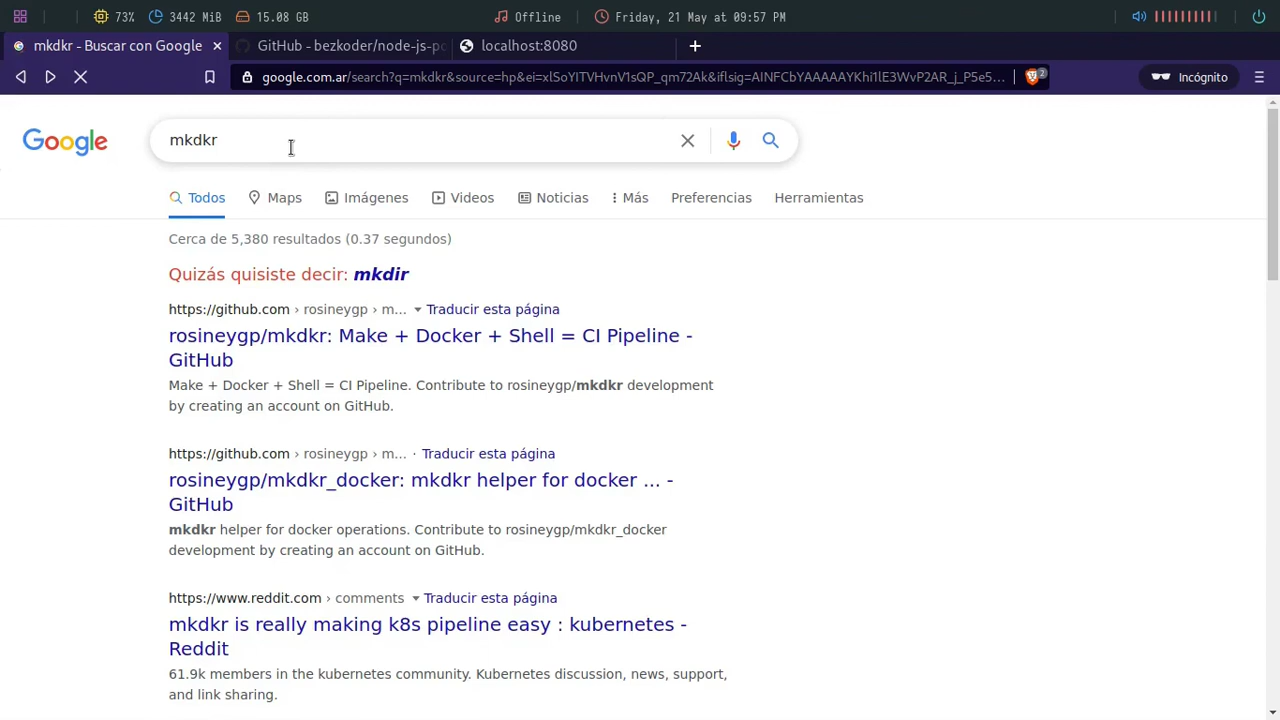 73% 3442 MiB 15.08 GB Offline Friday, 21 May at 09:57 PM
mkdkr - Buscar con Google GitHub - bezkoder/node-js-po localhost:8080
google.com.ar/search?q=mkdkr&source=hp&ei=xlSoYITVHvnV1sQP_qm72Ak&iflsig=AINFCbYAAAAAYKhi1lE3WvP2AR_j_P5e5... 2 Incógnito
Google mkdkr
Todos Maps Imágenes Videos Noticias Más Preferencias Herramientas
Cerca de 5,380 resultados (0.37 segundos)
Quizás quisiste decir: mkdir
https://github.com › rosineygp › m... Traducir esta página
rosineygp/mkdkr: Make + Docker + Shell = CI Pipeline -
GitHub
Make + Docker + Shell = CI Pipeline. Contribute to rosineygp/mkdkr development
by creating an account on GitHub.
https://github.com › rosineygp › m... · Traducir esta página
rosineygp/mkdkr_docker: mkdkr helper for docker ... -
GitHub
mkdkr helper for docker operations. Contribute to rosineygp/mkdkr_docker
development by creating an account on GitHub.
https://www.reddit.com › comments Traducir esta página
mkdkr is really making k8s pipeline easy : kubernetes -
Reddit
61.9k members in the kubernetes community. Kubernetes discussion, news, support,
and link sharing.